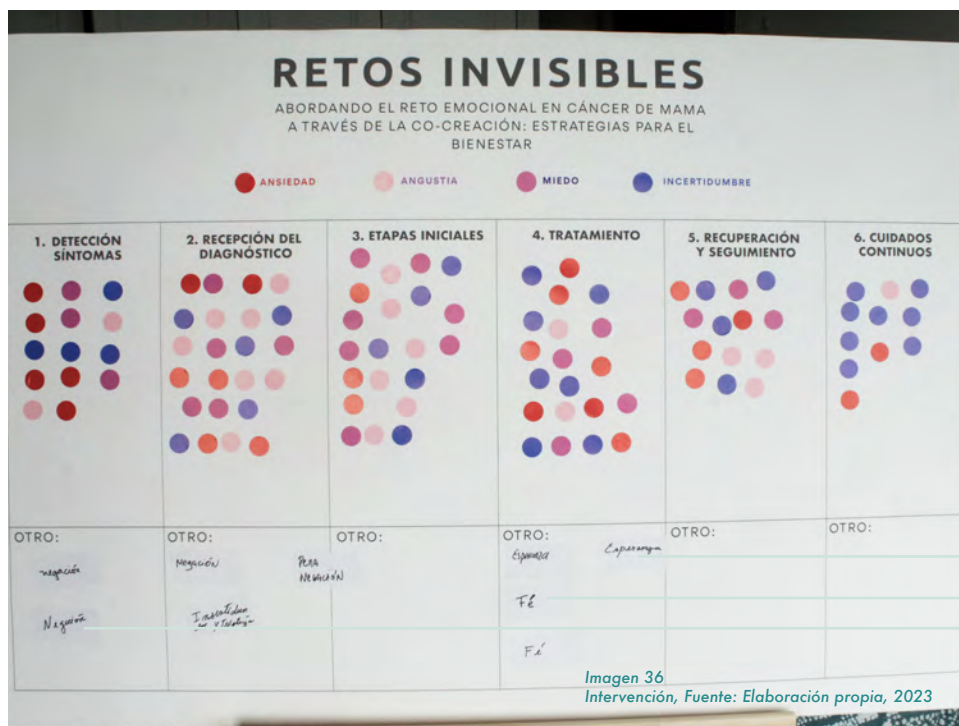 RETOS INVISIBLES
ABORDANDO EL RETO EMOCIONAL EN CÁNCER DE MAMA
A TRAVÉS DE LA CO-CREACIÓN: ESTRATEGIAS PARA EL
BIENESTAR
ANSIEDAD
ANGUSTIA
MIEDO
INCERTIDUMBRE
1. DETECCIÓN
SÍNTOMAS
2. RECEPCIÓN DEL
DIAGNÓSTICO
3. ETAPAS INICIALES
4. TRATAMIENTO
5. RECUPERACIÓN
Y SEGUIMIENTO
6. CUIDADOS
CONTINUOS
OTRO:
negación
OTRO:
Negación
Pena
NEGACIÓN
OTRO:
OTRO:
Esperanza
Esperanza
Fé
Fé
OTRO:
OTRO:
Imagen 36
Intervención, Fuente: Elaboración propia, 2023